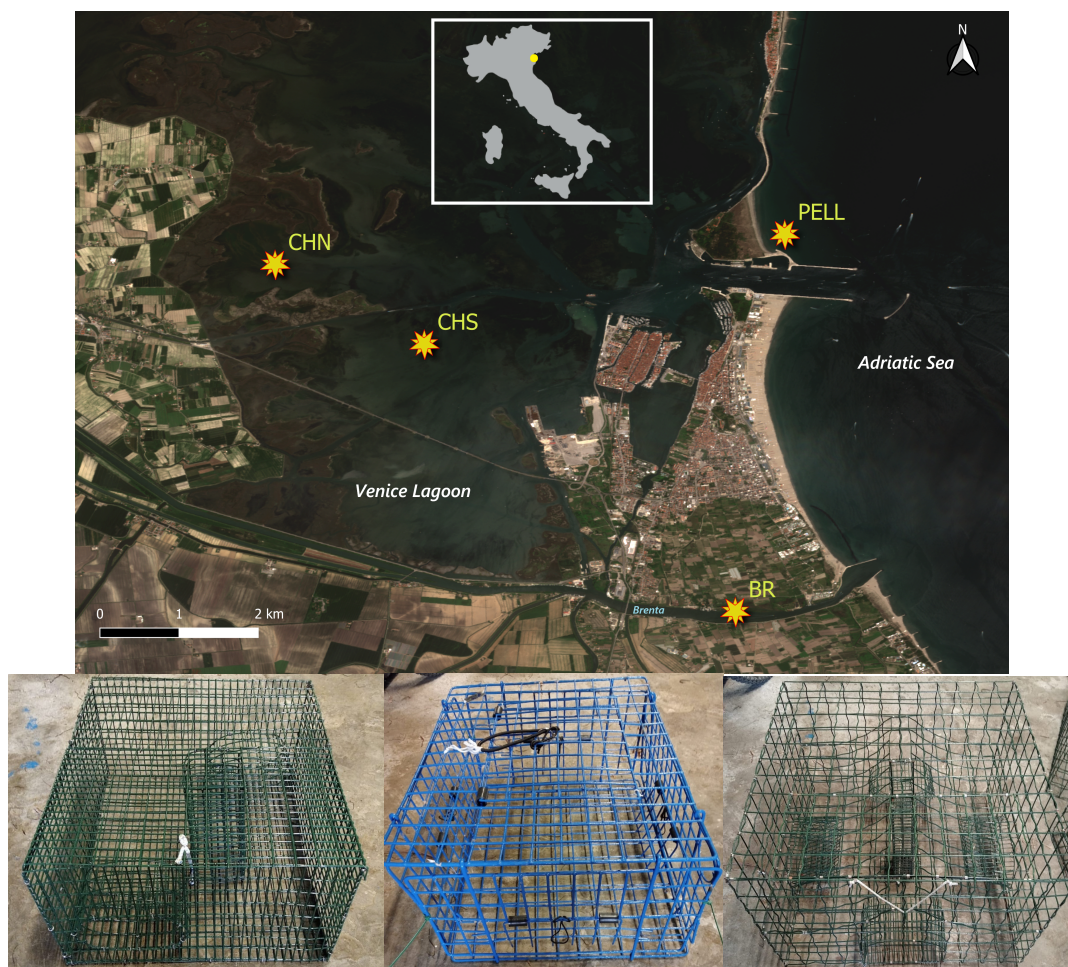 N
PELL
CHN
CHS
Adriatic Sea
Venice Lagoon
BR
Brenta
0 1 2 km